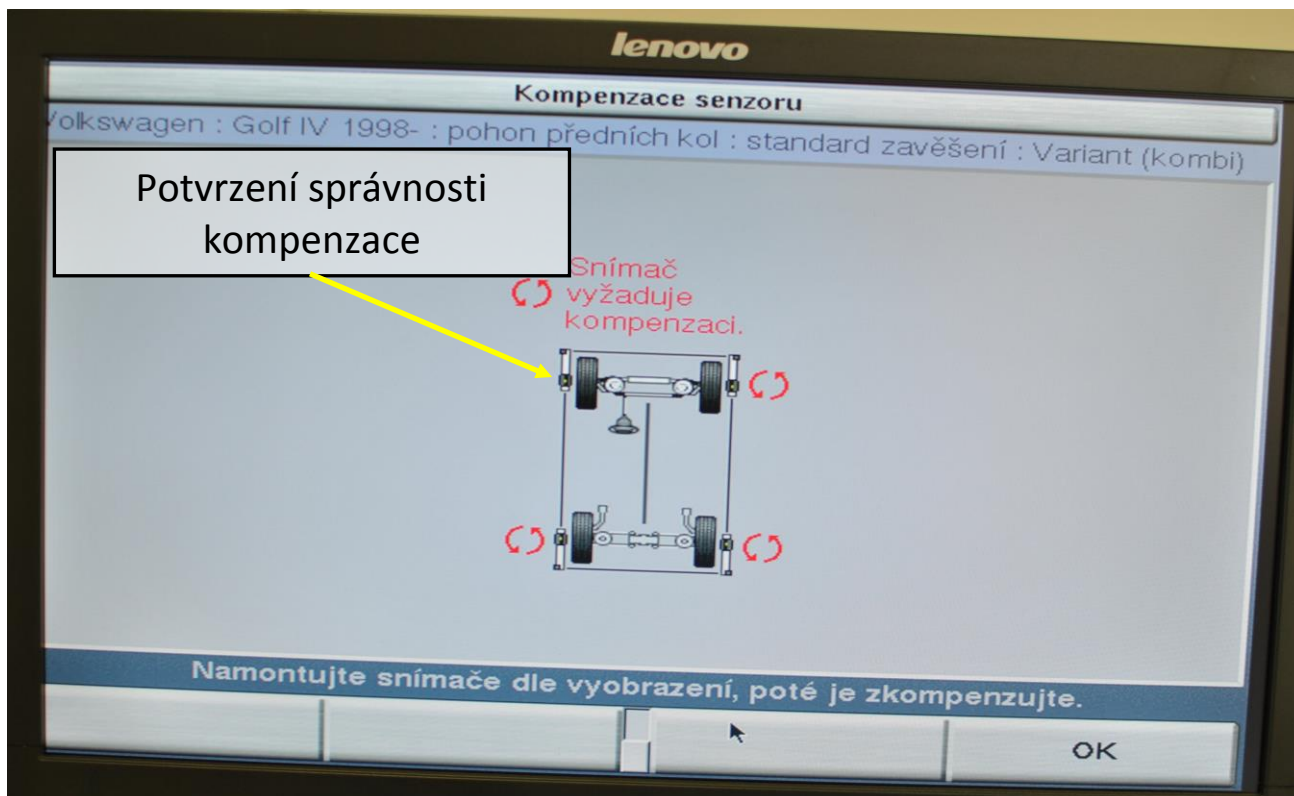 lenovo
Kompenzace senzoru
Volkswagen : Golf IV 1998- : pohon předních kol : standard zavěšení : Variant (kombi)
Potvrzení správnosti
kompenzace
Snímač
vyžaduje
kompenzaci.
Namontujte snímače dle vyobrazení, poté je zkompenzujte.
OK